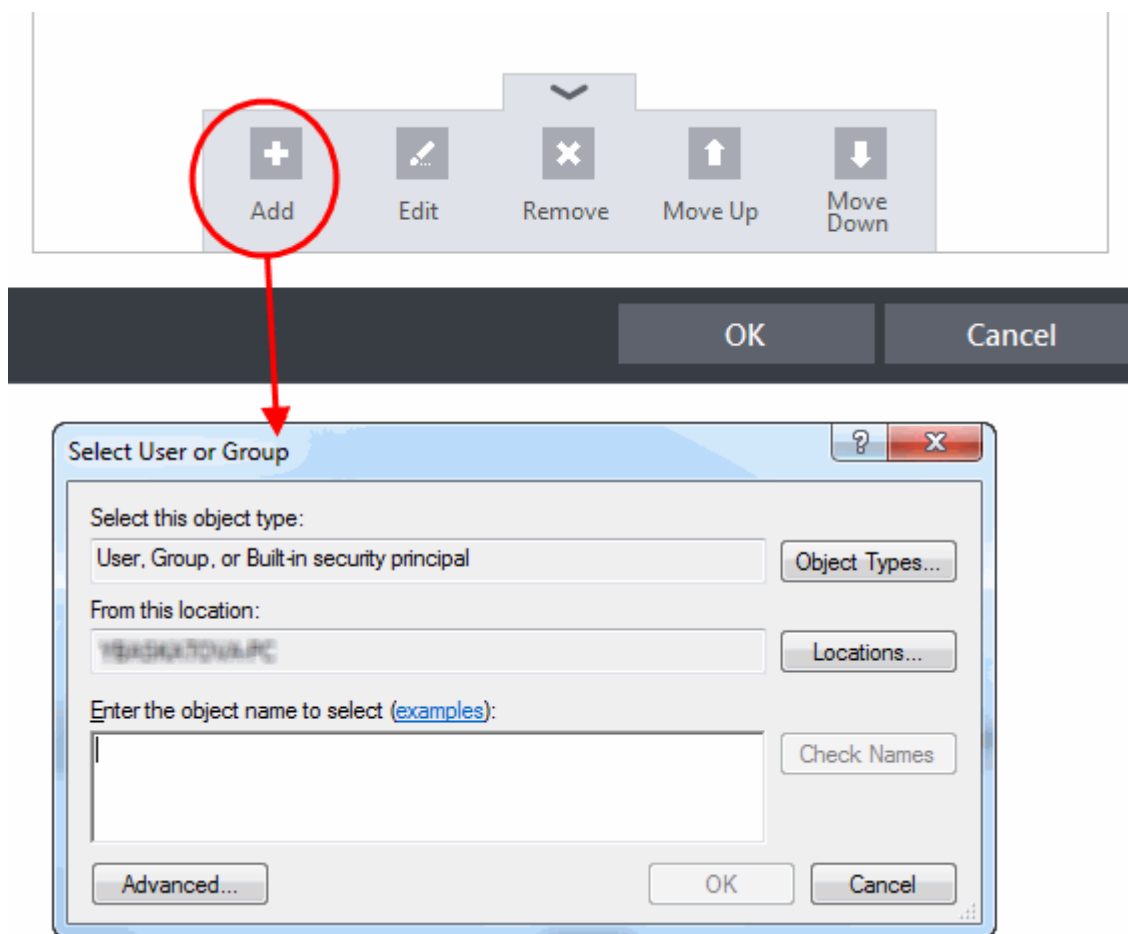 Add
Edit
Remove
Move Up
Move
Down
OK
Cancel
Select User or Group
Select this object type:
User, Group, or Built-in security principal
Object Types...
From this location:
Locations...
Enter the object name to select (examples):
Check Names
Advanced...
OK
Cancel